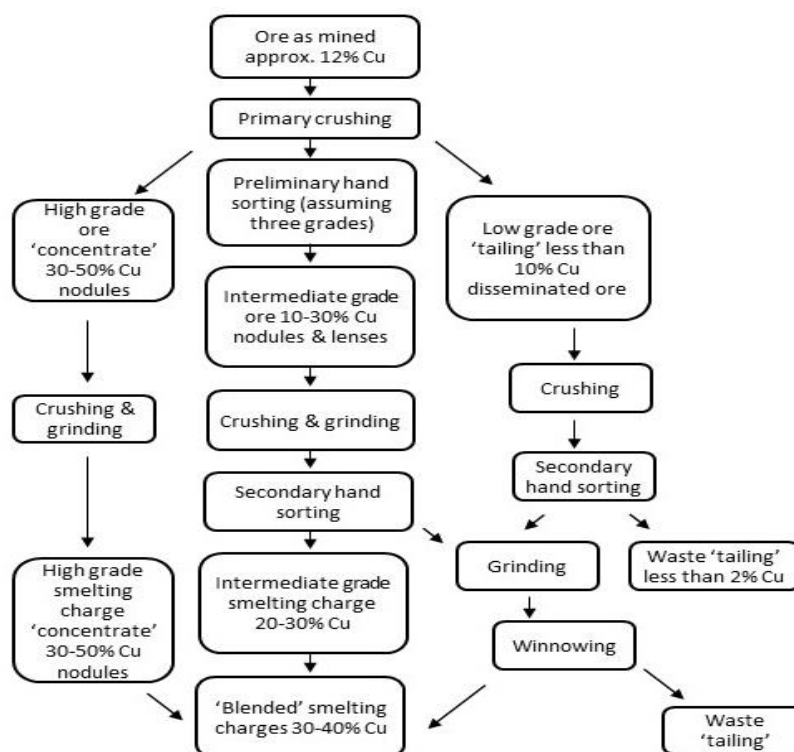 Ore as mined
approx. 12% Cu
Primary crushing
Preliminary hand
sorting (assuming
three grades)
High grade
ore
‘concentrate’
30-50% Cu
nodules
Low grade ore
‘tailing’ less than
10% Cu
disseminated ore
Intermediate grade
ore 10-30% Cu
nodules & lenses
Crushing &
grinding
Crushing & grinding
Crushing
Secondary hand
sorting
Secondary
hand sorting
High grade
smelting
charge
‘concentrate’
30-50% Cu
nodules
Intermediate grade
smelting charge
20-30% Cu
Grinding
Waste ‘tailing’
less than 2% Cu
Winnowing
‘Blended’ smelting
charges 30-40% Cu
Waste
‘tailing’